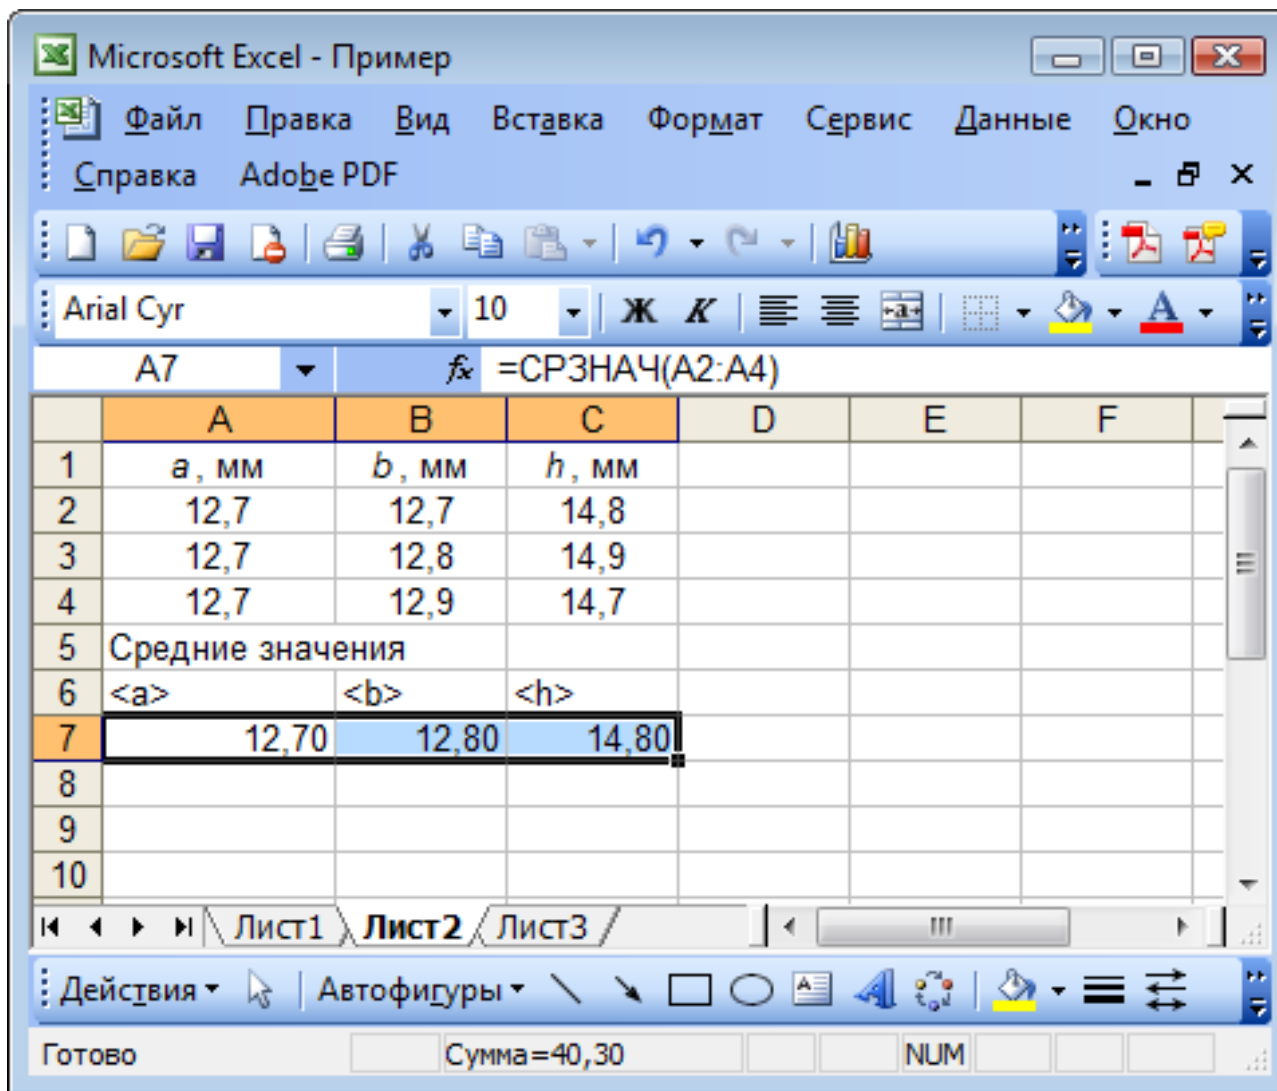 Microsoft Excel - Пример
Файл Правка Вид Вставка Формат Сервис Данные Окно
Справка Adobe PDF
Arial Cyr 10 Ж К a A
A7 fx =СРЗНАЧ(A2:A4)
A B C D E F
1 a, мм b, мм h, мм
2 12,7 12,7 14,8
3 12,7 12,8 14,9
4 12,7 12,9 14,7
5 Средние значения
6 <a> <b> <h>
7 12,70 12,80 14,80
8
9
10
Лист1 Лист2 Лист3
Действия Автофигуры
Готово Сумма=40,30 NUM